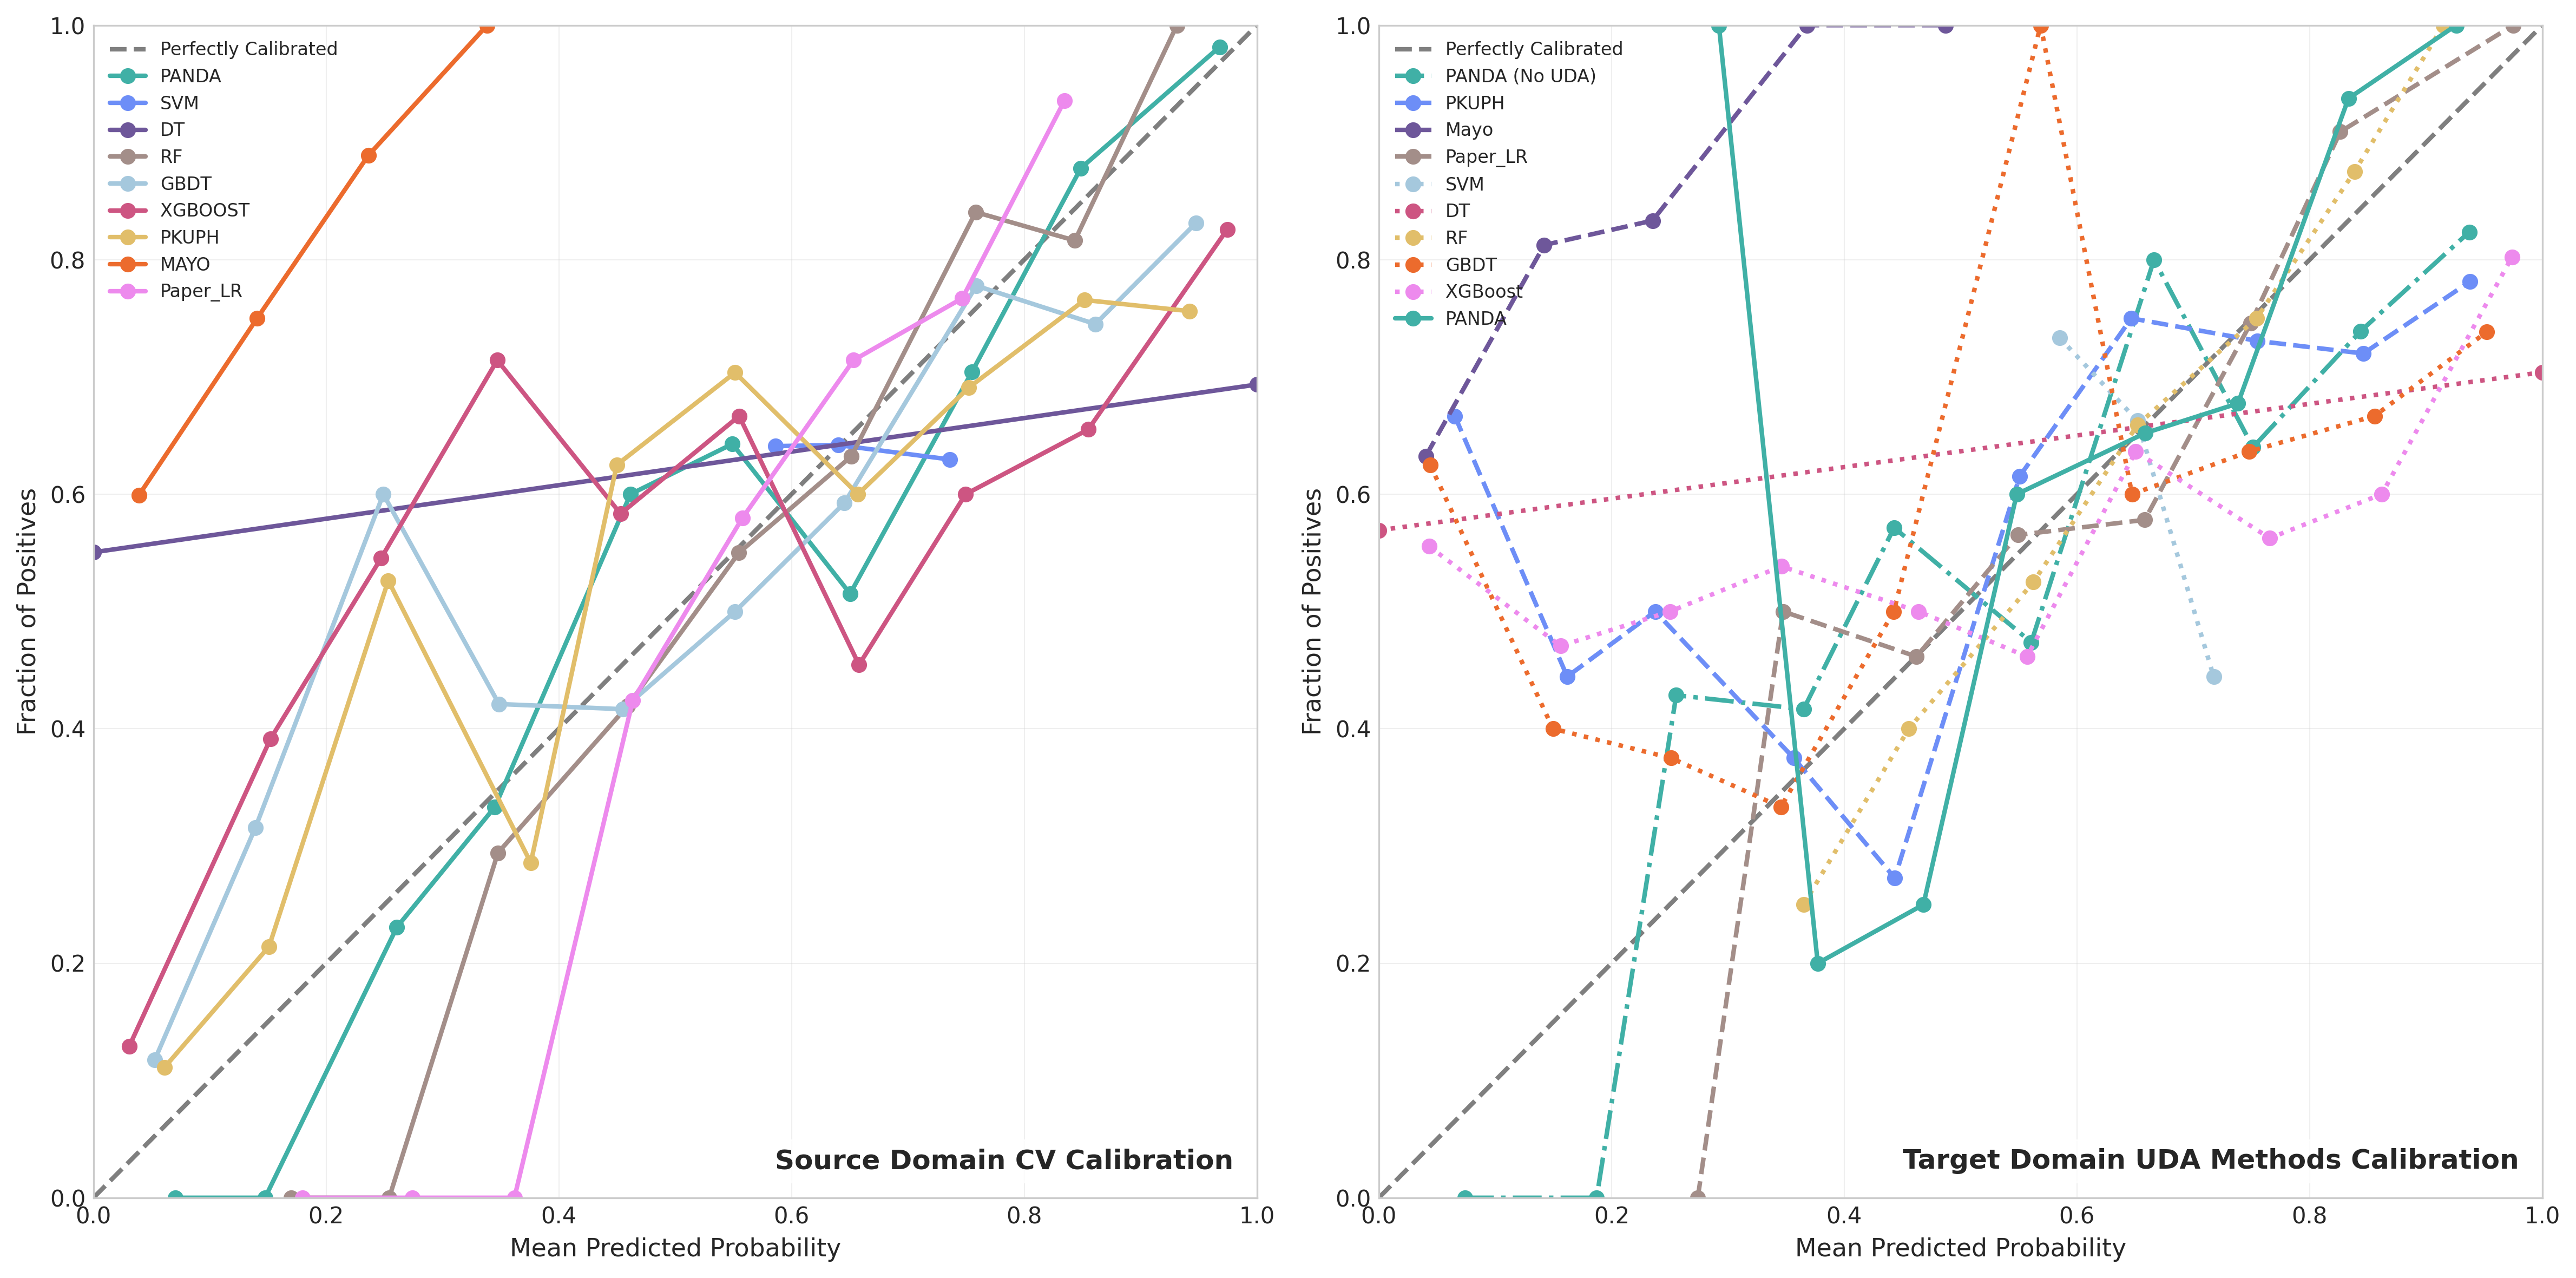 Perfectly Calibrated
PANDA
SVM
DT
RF
GBDT
XGBOOST
PKUPH
MAYO
Paper_LR
Fraction of Positives
1.0
0.8
0.6
0.4
0.2
0.0
0.0 0.2 0.4 0.6 0.8 1.0
Mean Predicted Probability
Source Domain CV Calibration
Perfectly Calibrated
PANDA (No UDA)
PKUPH
Mayo
Paper_LR
SVM
DT
RF
GBDT
XGBoost
PANDA
Fraction of Positives
1.0
0.8
0.6
0.4
0.2
0.0
0.0 0.2 0.4 0.6 0.8 1.0
Mean Predicted Probability
Target Domain UDA Methods Calibration